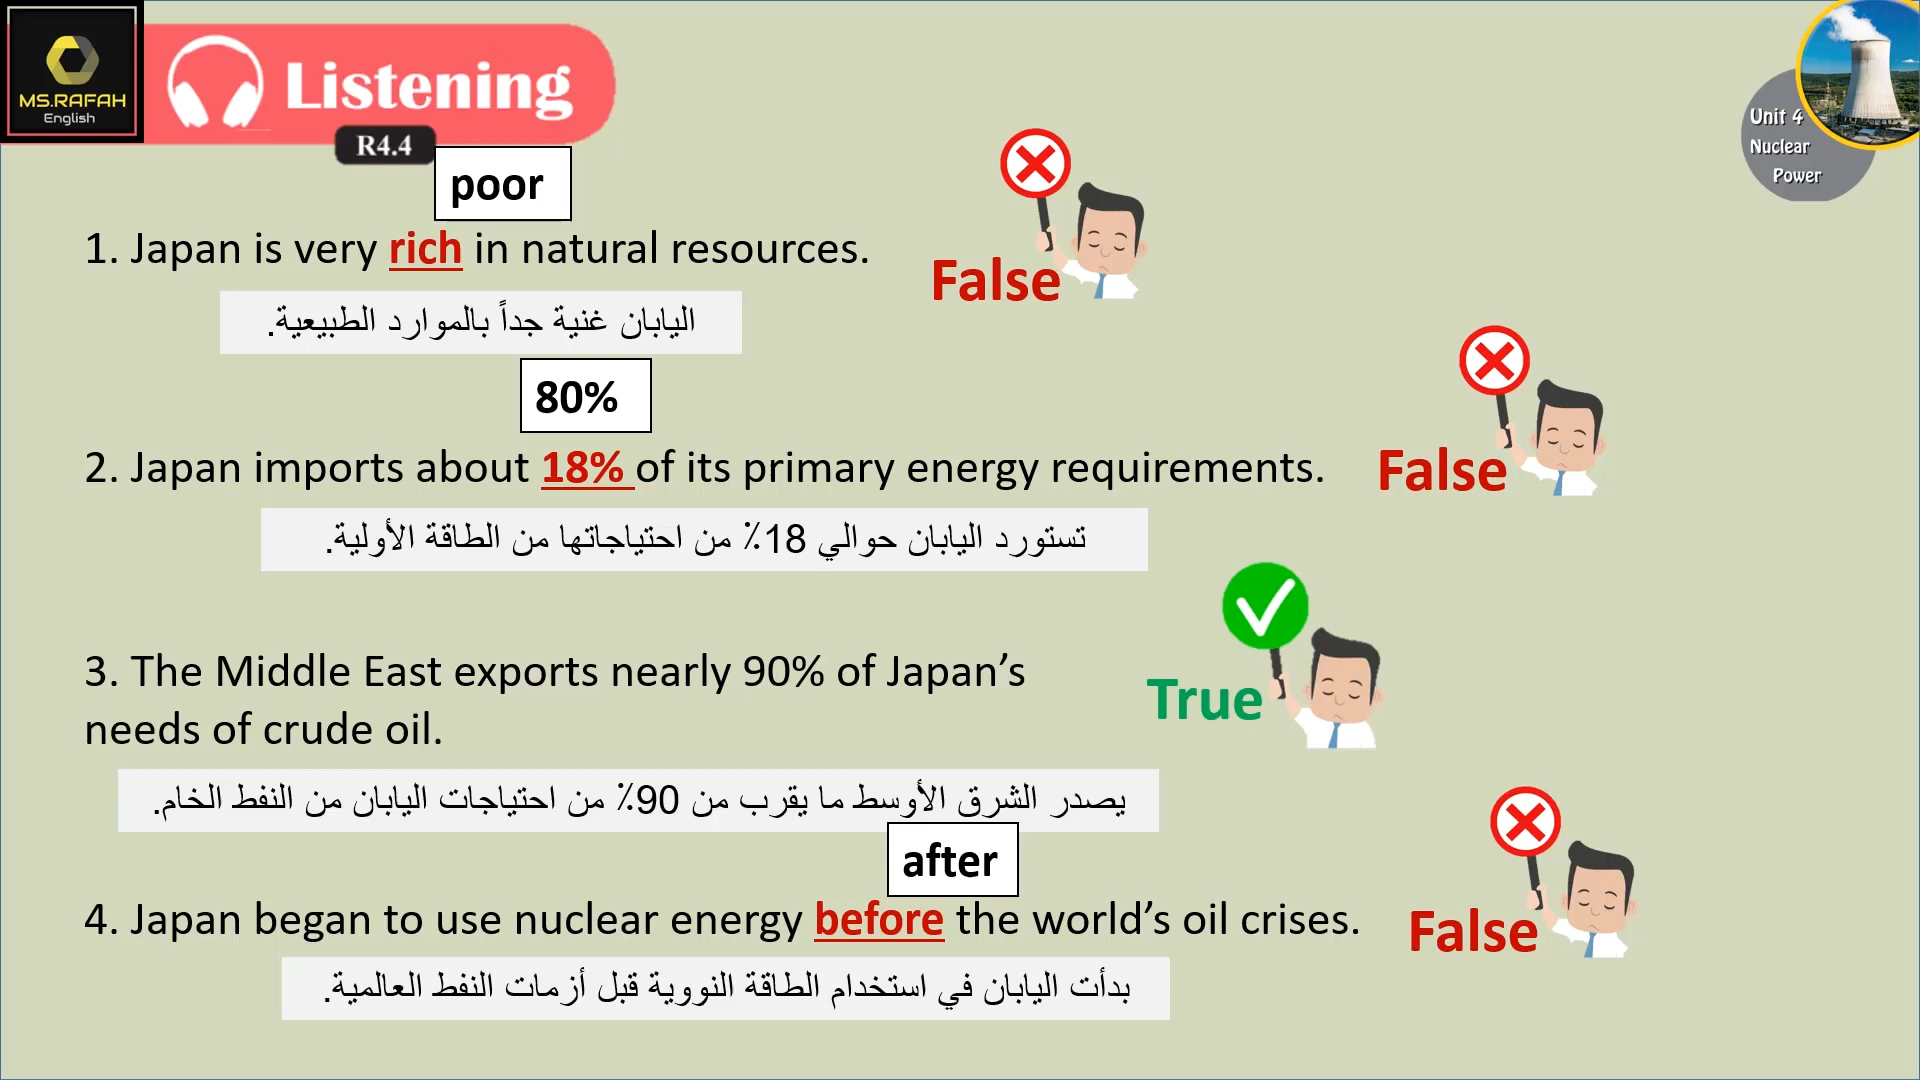 MS.RAFAH
English
Listening
R4.4
Unit 4
Nuclear
Power
poor
1. Japan is very rich in natural resources.
False
اليابان غنية جداً بالموارد الطبيعية.
80%
2. Japan imports about 18% of its primary energy requirements.
False
تستورد اليابان حوالي 18٪ من احتياجاتها من الطاقة الأولية.
3. The Middle East exports nearly 90% of Japan’s
needs of crude oil.
True
يصدر الشرق الأوسط ما يقرب من 90٪ من احتياجات اليابان من النفط الخام.
after
4. Japan began to use nuclear energy before the world’s oil crises.
False
بدأت اليابان في استخدام الطاقة النووية قبل أزمات النفط العالمية.